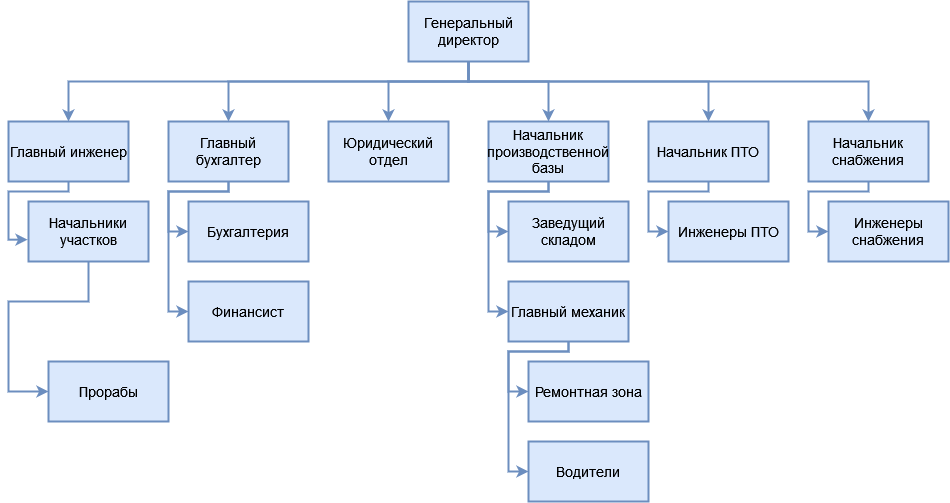 Генеральный
директор
Главный инженер
Главный
бухгалтер
Юридический
отдел
Начальник
производственной
базы
Начальник ПТО
Начальник
снабжения
Начальники
участков
Бухгалтерия
Заведущий
складом
Инженеры ПТО
Инженеры
снабжения
Финансист
Главный механик
Прорабы
Ремонтная зона
Водители